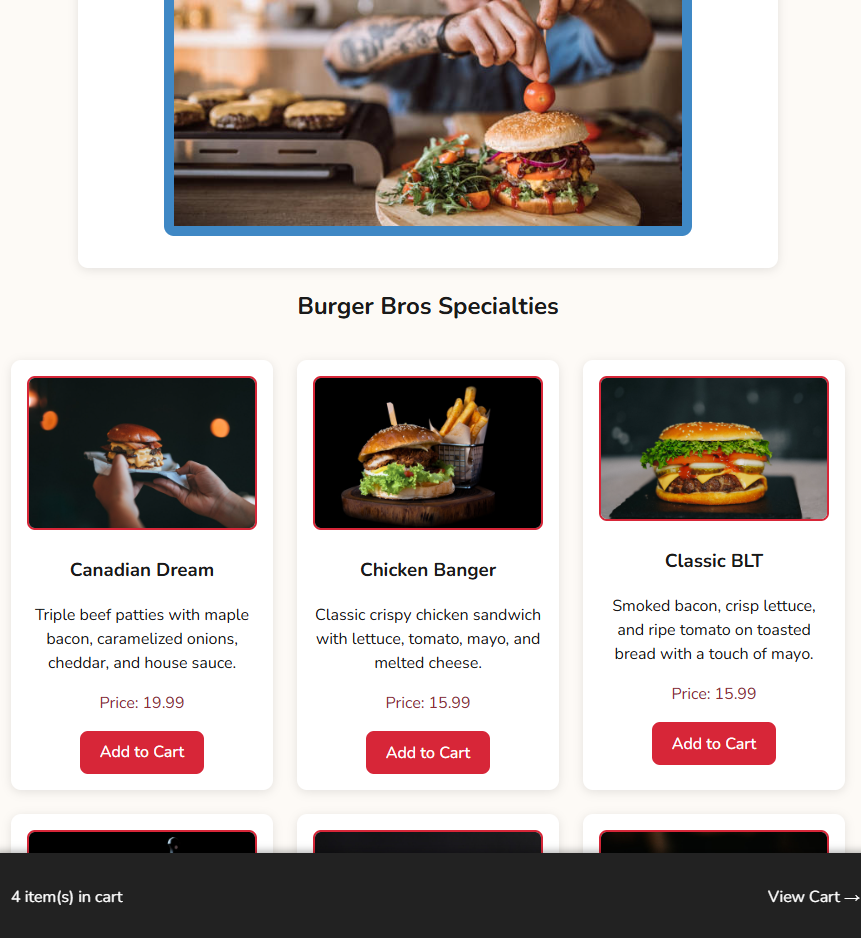 Burger Bros Specialties
Canadian Dream
Triple beef patties with maple
bacon, caramelized onions,
cheddar, and house sauce.
Price: 19.99
Add to Cart
Chicken Banger
Classic crispy chicken sandwich
with lettuce, tomato, mayo, and
melted cheese.
Price: 15.99
Add to Cart
Classic BLT
Smoked bacon, crisp lettuce,
and ripe tomato on toasted
bread with a touch of mayo.
Price: 15.99
Add to Cart
4 item(s) in cart
View Cart →